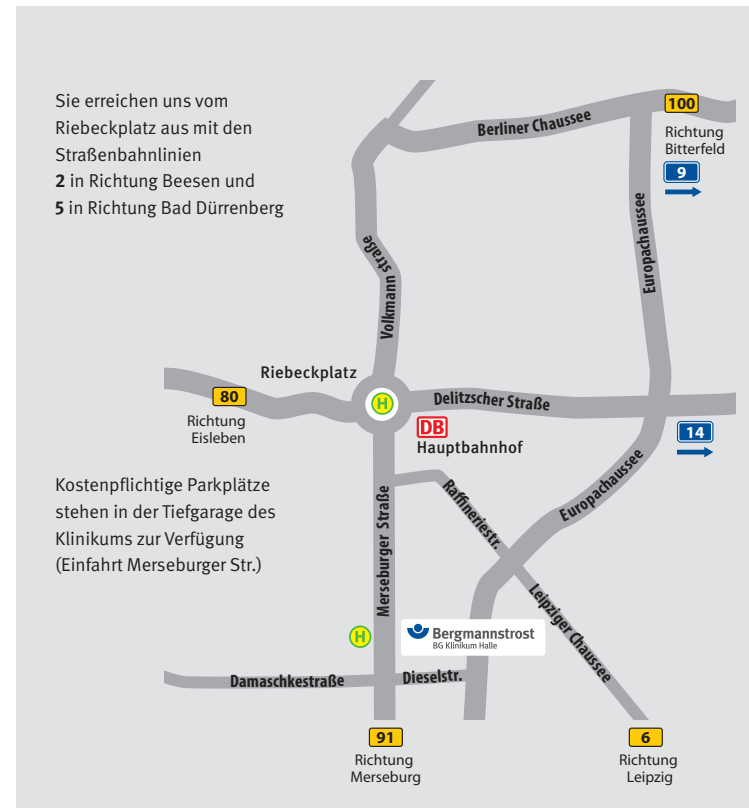 Sie erreichen uns vom
Riebeckplatz aus mit den
Straßenbahnlinien
2 in Richtung Beesen und
5 in Richtung Bad Dürrenberg
100
Richtung
Bitterfeld
9
Berliner Chaussee
Europachaussee
Volkmann straße
Riebeckplatz
H
80
Richtung
Eisleben
Delitzscher Straße
DB
Hauptbahnhof
14
Kostenpflichtige Parkplätze
stehen in der Tiefgarage des
Klinikums zur Verfügung
(Einfahrt Merseburger Str.)
Merseburger Straße
Raffineriestr.
Europachaussee
Leipziger Chaussee
H
Bergmannstrost
BG Klinikum Halle
Damaschkestraße
Dieselstr.
91
Richtung
Merseburg
6
Richtung
Leipzig